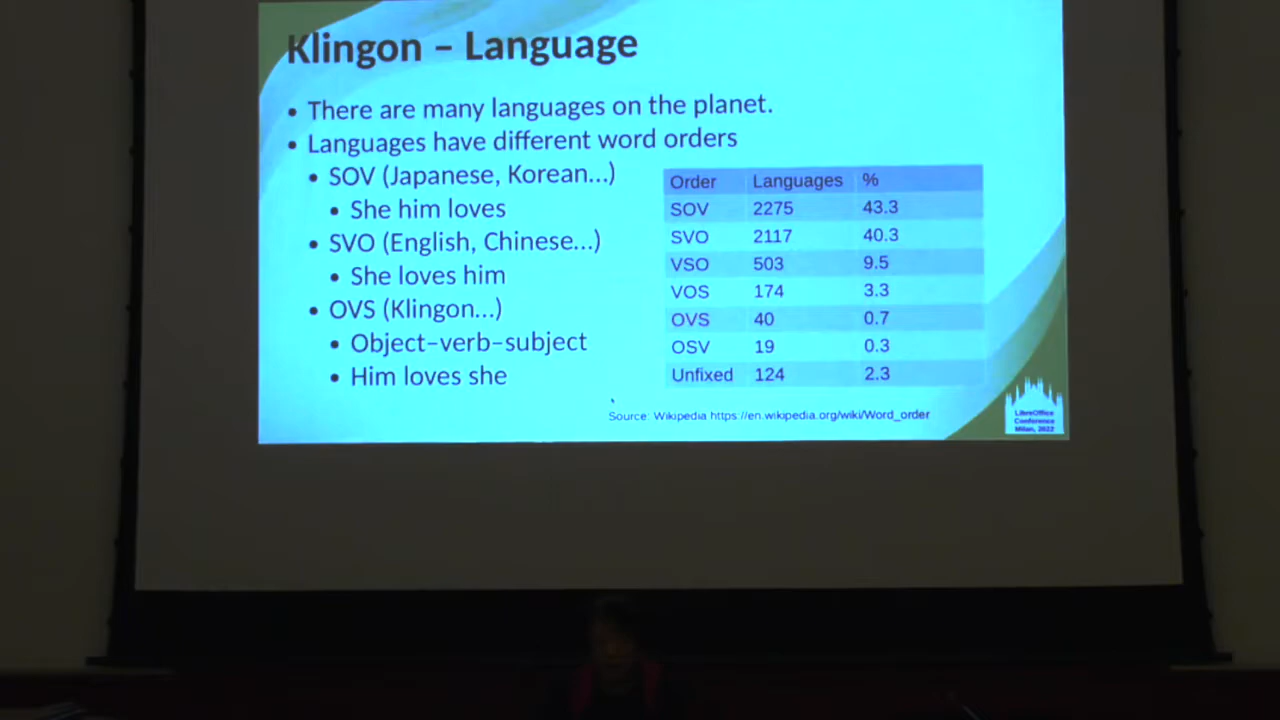 Klingon – Language
• There are many languages on the planet.
• Languages have different word orders
• SOV (Japanese, Korean...)
• She him loves
• SVO (English, Chinese...)
• She loves him
• OVS (Klingon...)
• Object–verb–subject
• Him loves she
Order Languages %
SOV 2275 43.3
SVO 2117 40.3
VSO 503 9.5
VOS 174 3.3
OVS 40 0.7
OSV 19 0.3
Unfixed 124 2.3
Source: Wikipedia https://en.wikipedia.org/wiki/Word_order
LibreOffice
Conference
Milan, 2022